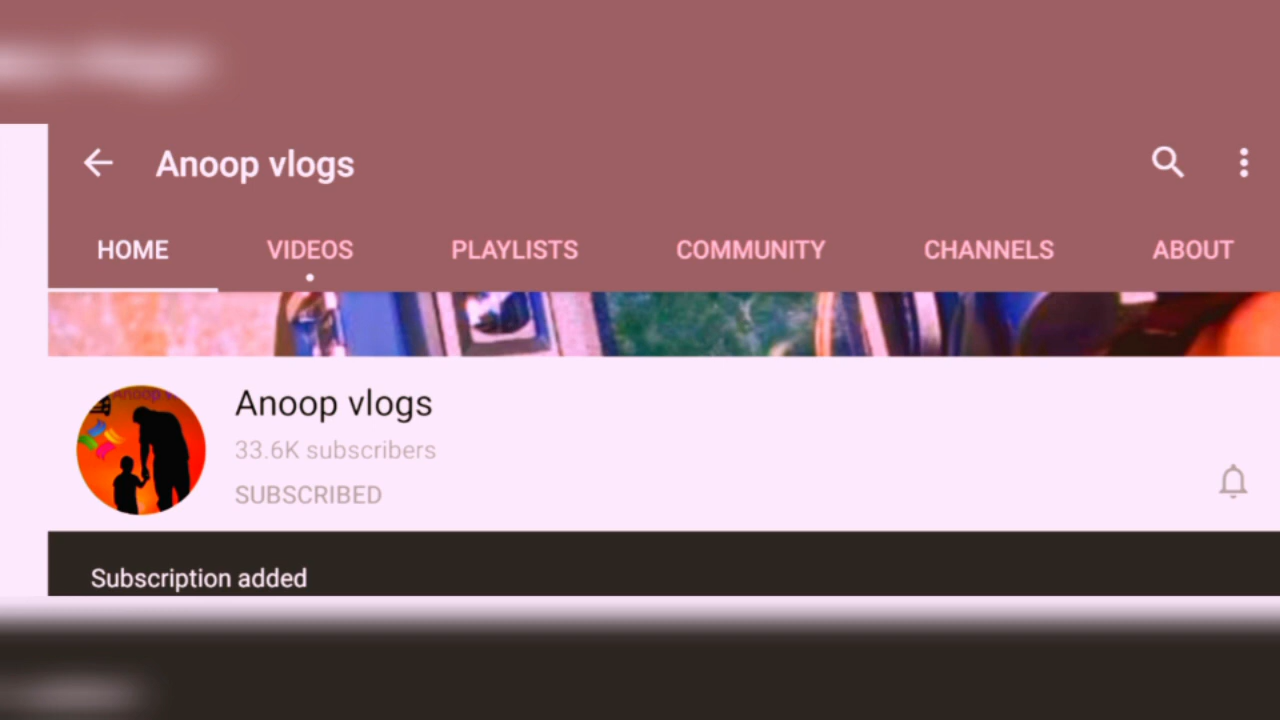 Anoop vlogs
HOME VIDEOS PLAYLISTS COMMUNITY CHANNELS ABOUT
Anoop vlogs
33.6K subscribers
SUBSCRIBED
Subscription added